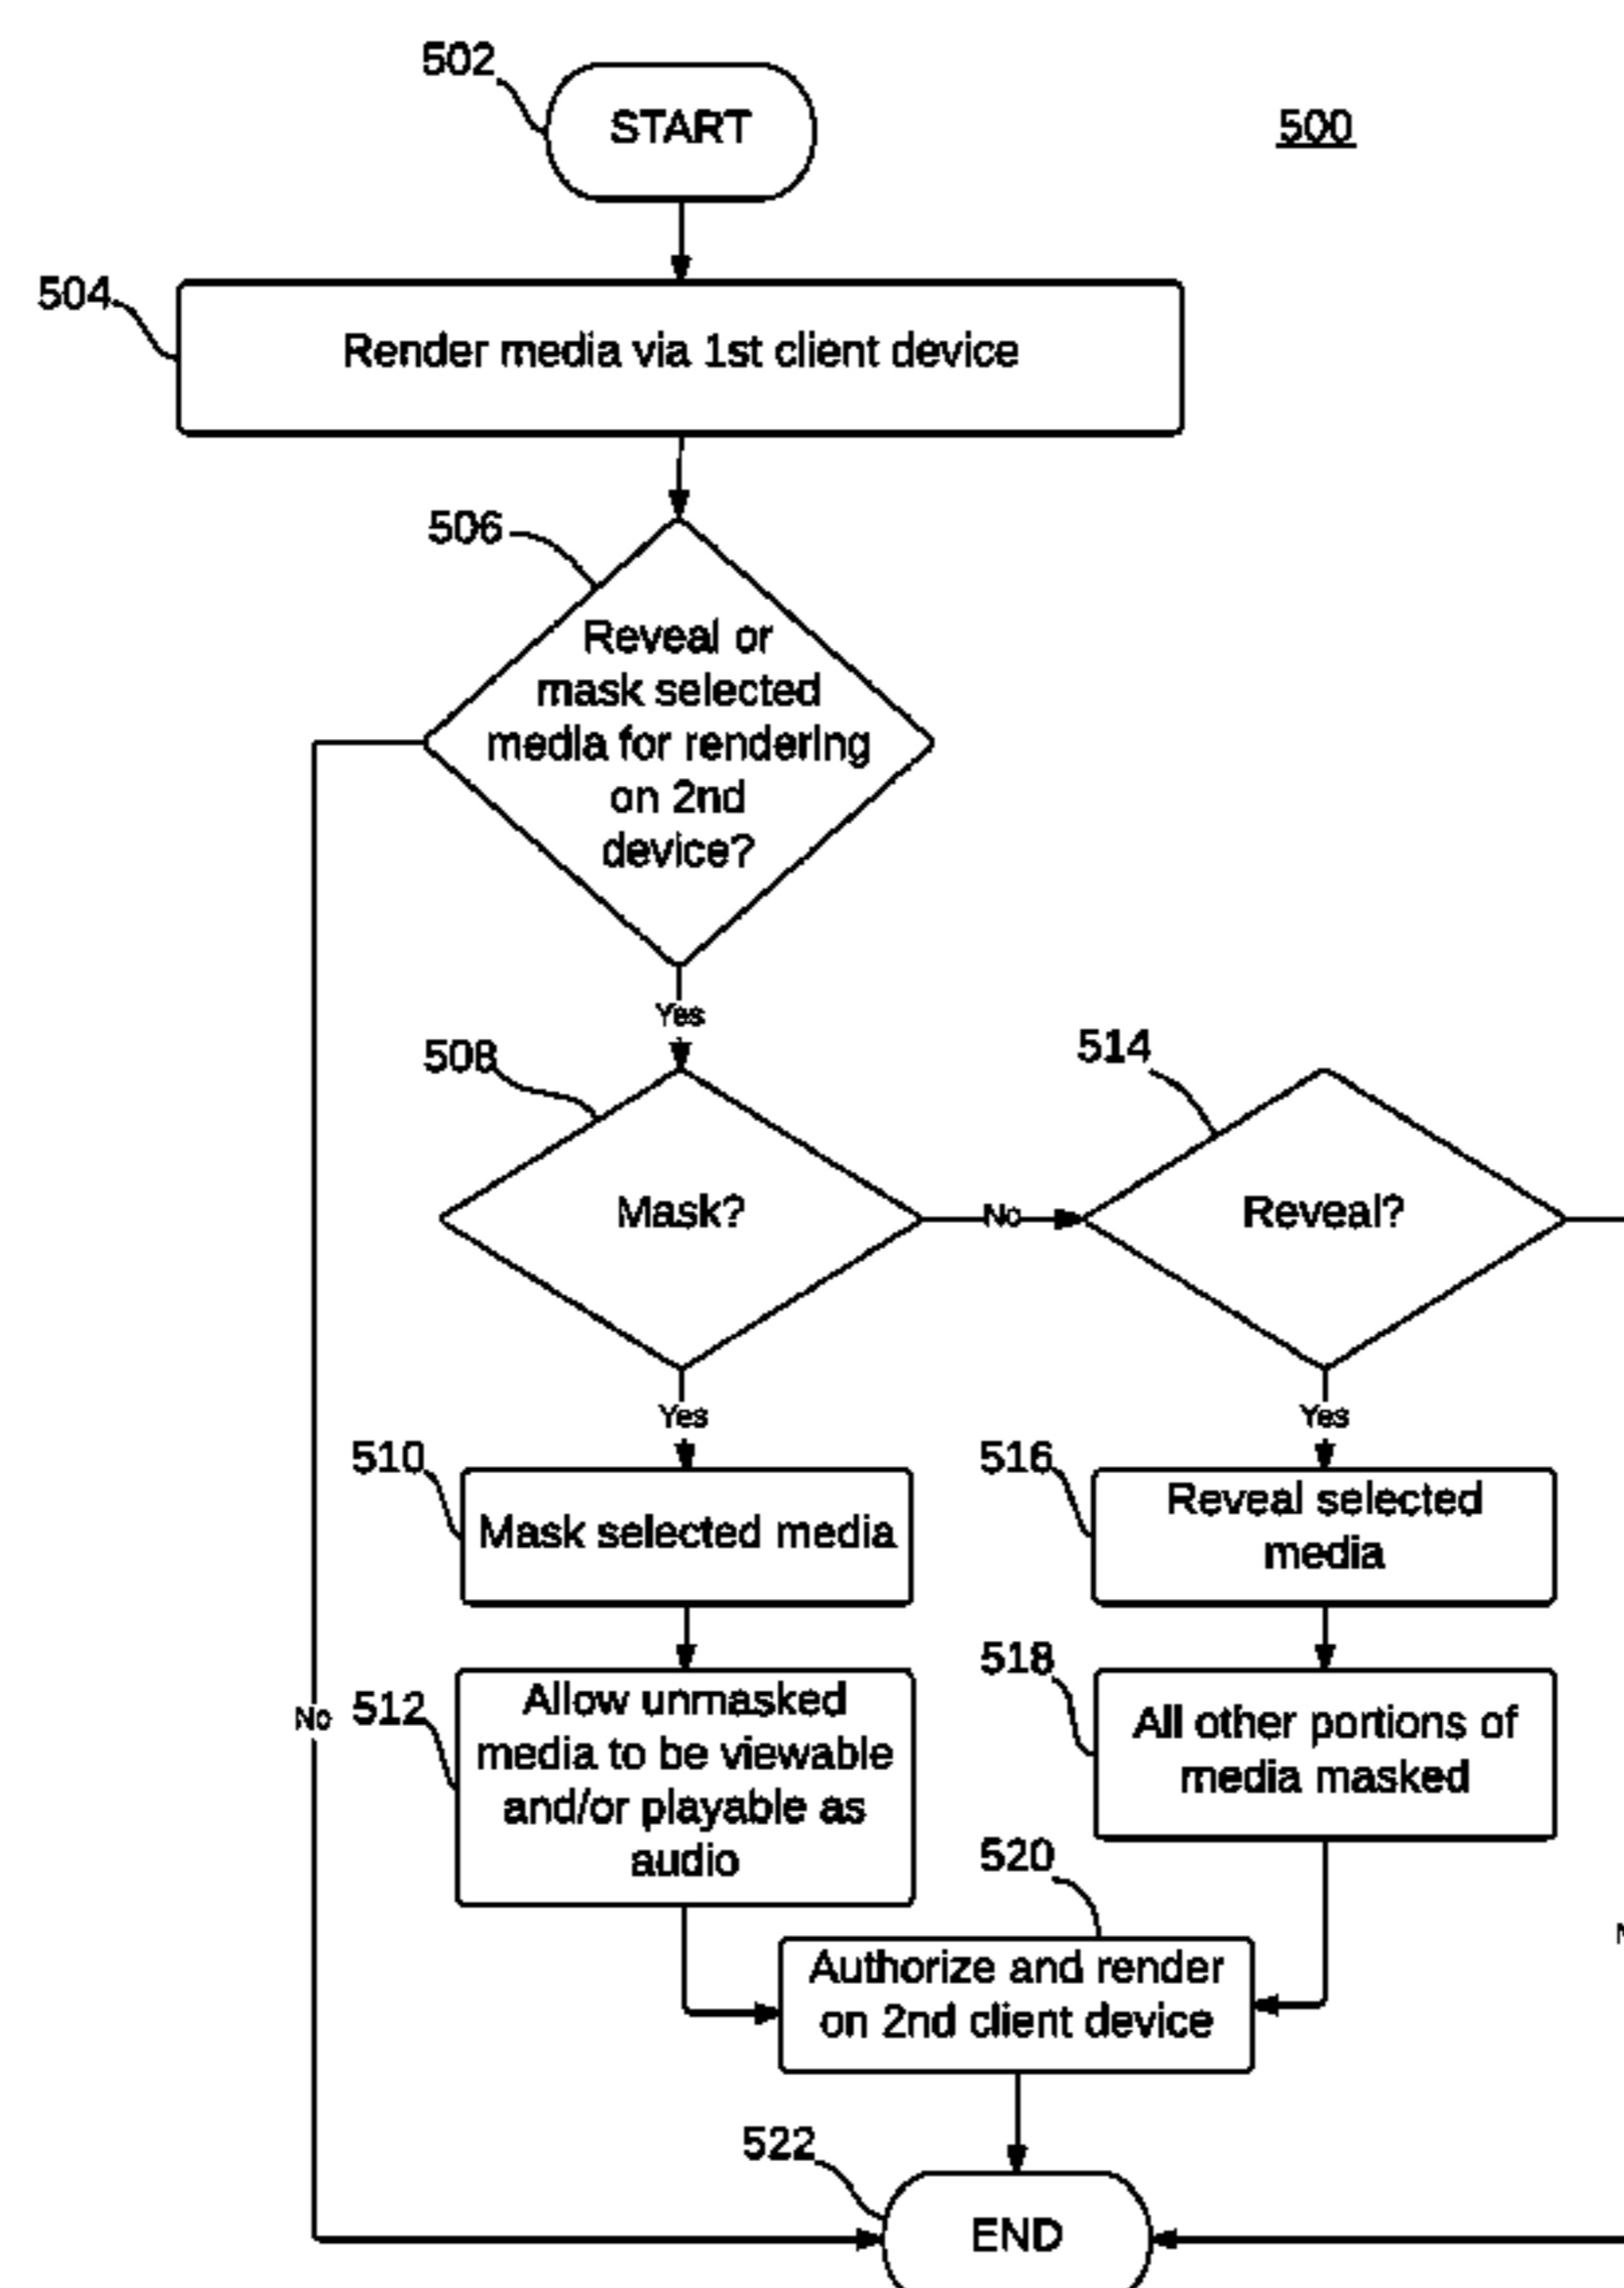 502
START
500
504
Render media via 1st client device
506
Reveal or
mask selected
media for rendering
on 2nd
device?
Yes
508
514
Mask?
No
Reveal?
Yes
Yes
510
516
Mask selected media
Reveal selected
media
518
512
No
Allow unmasked
media to be viewable
and/or playable as
audio
All other portions of
media masked
520
Authorize and render
on 2nd client device
522
END